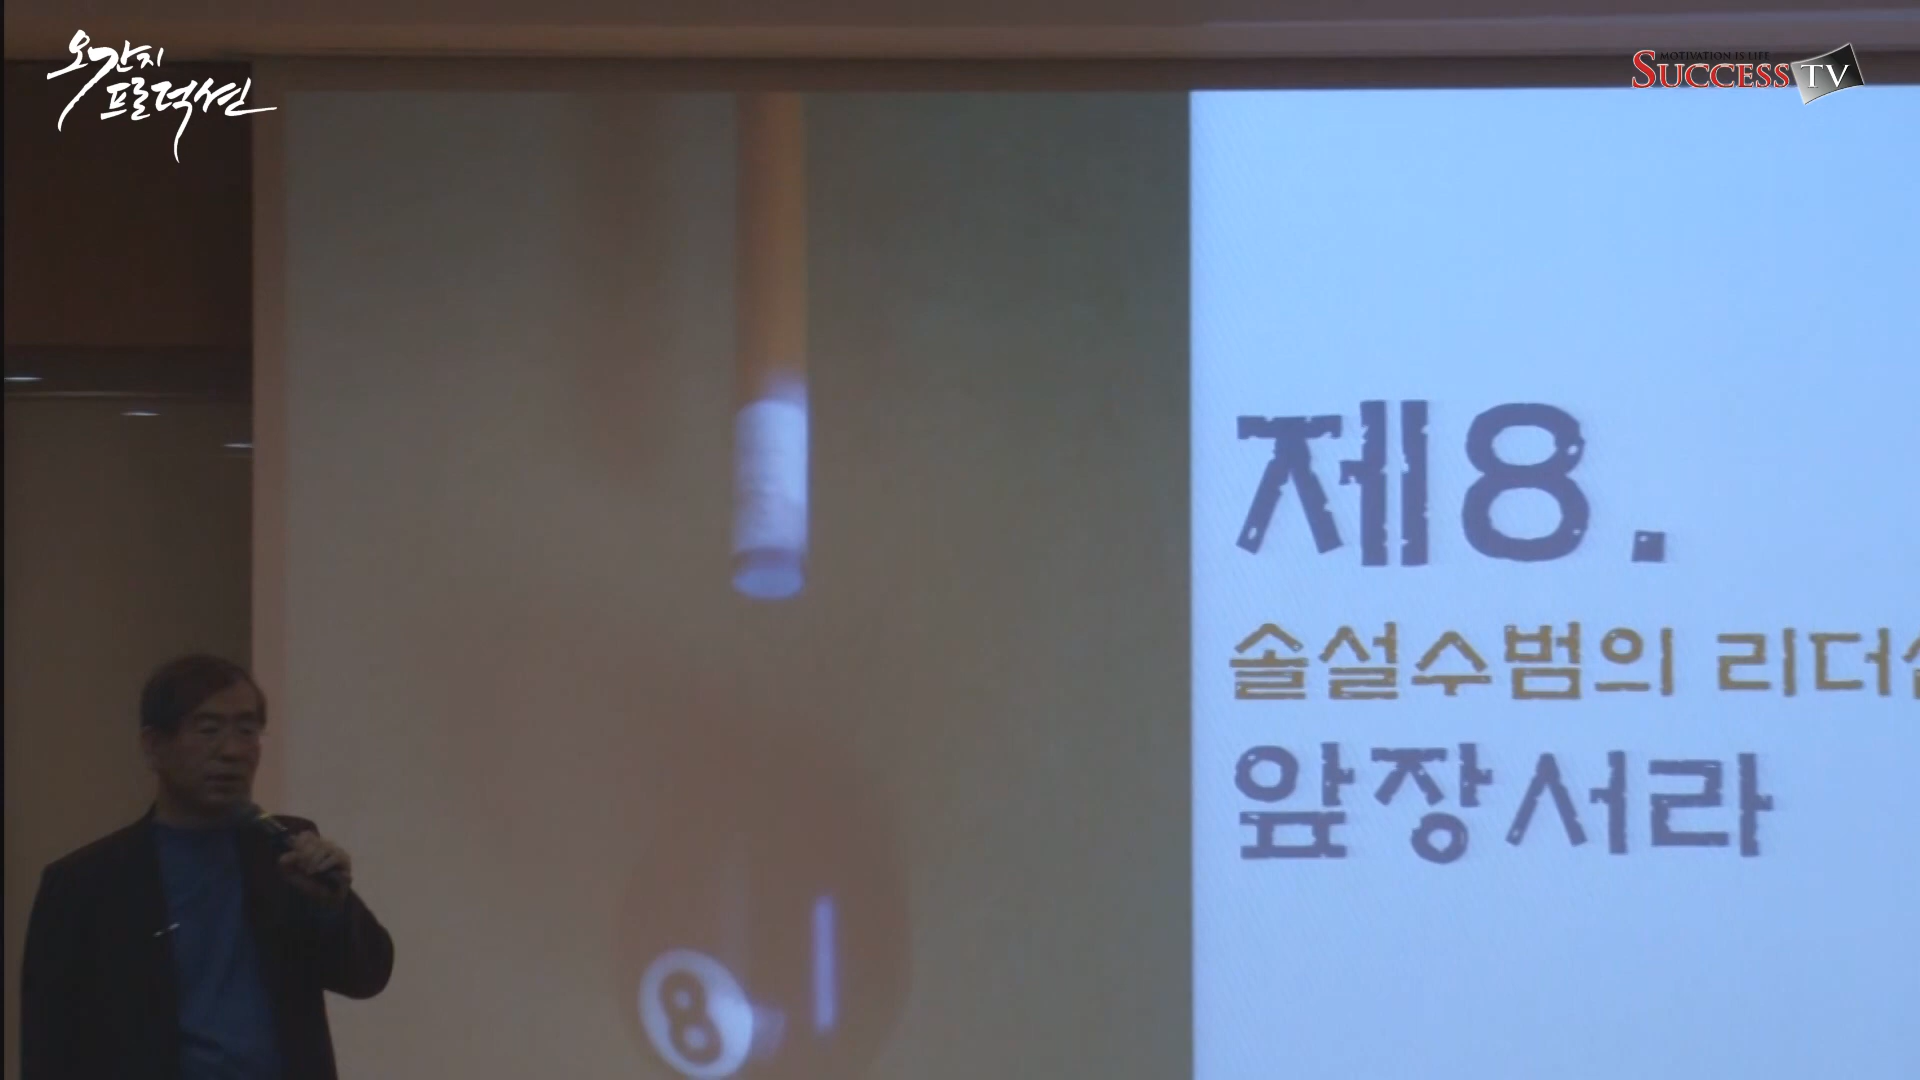 오간지
프로덕션
MOTIVATION IS LIFE
SUCCESS TV
제8.
솔설수범의 리더
앞장서라
8